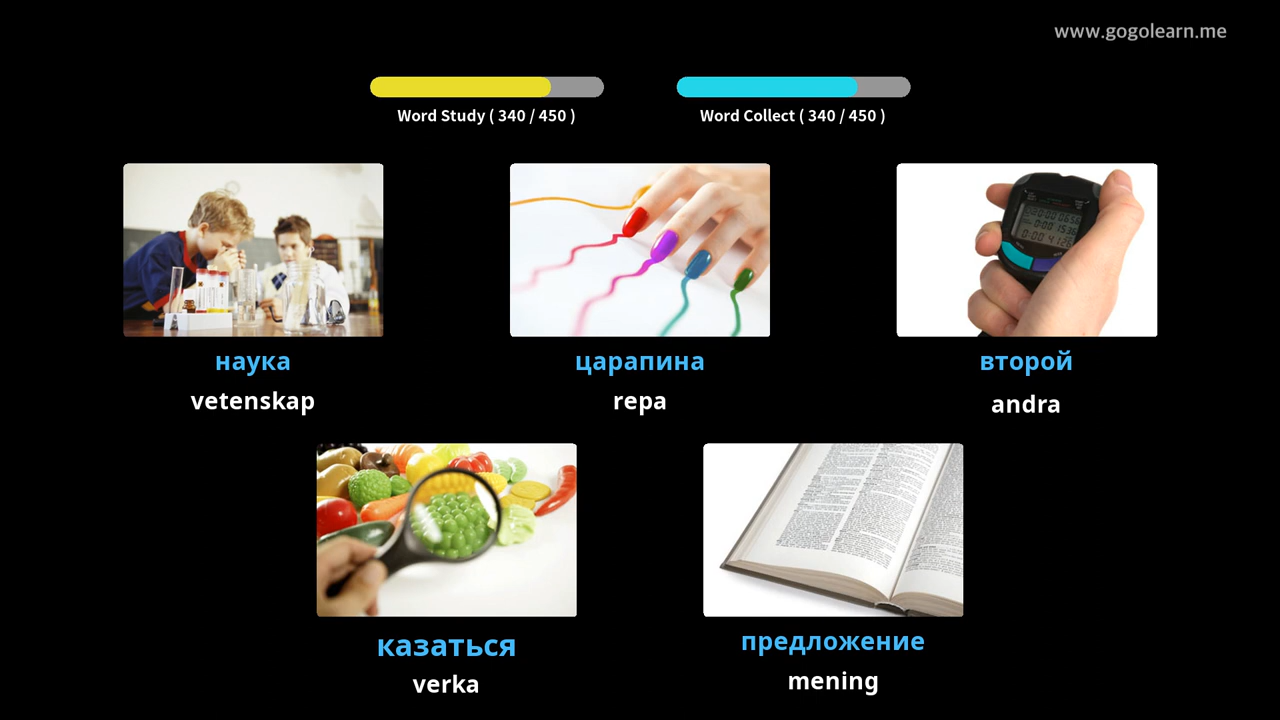 www.gogolearn.me
Word Study ( 340 / 450 )
Word Collect ( 340 / 450 )
наука
vetenskap
царапина
repa
второй
andra
казаться
verka
предложение
mening